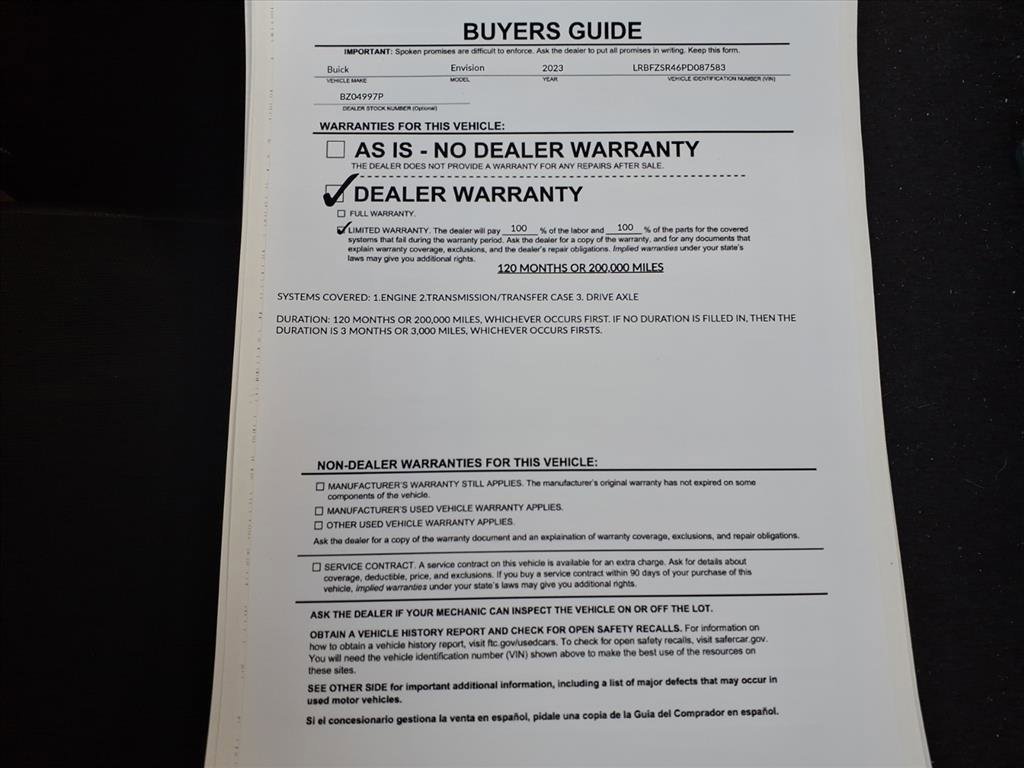 BUYERS GUIDE
IMPORTANT: Spoken promises are difficult to enforce. Ask the dealer to put all promises in writing. Keep this form.
Buick Envision 2023 LRBFZSR46PD087583
VEHICLE MAKE MODEL YEAR VEHICLE IDENTIFICATION NUMBER (VIN)
BZ04997P
DEALER STOCK NUMBER (Optional)
WARRANTIES FOR THIS VEHICLE:
AS IS - NO DEALER WARRANTY
THE DEALER DOES NOT PROVIDE A WARRANTY FOR ANY REPAIRS AFTER SALE.
DEALER WARRANTY
FULL WARRANTY.
LIMITED WARRANTY. The dealer will pay 100 % of the labor and 100 % of the parts for the covered
systems that fail during the warranty period. Ask the dealer for a copy of the warranty, and for any documents that
explain warranty coverage, exclusions, and the dealer's repair obligations. Implied warranties under your state's
laws may give you additional rights.
120 MONTHS OR 200,000 MILES
SYSTEMS COVERED: 1.ENGINE 2.TRANSMISSION/TRANSFER CASE 3. DRIVE AXLE
DURATION: 120 MONTHS OR 200,000 MILES, WHICHEVER OCCURS FIRST. IF NO DURATION IS FILLED IN, THEN THE
DURATION IS 3 MONTHS OR 3,000 MILES, WHICHEVER OCCURS FIRSTS.
NON-DEALER WARRANTIES FOR THIS VEHICLE:
MANUFACTURER'S WARRANTY STILL APPLIES. The manufacturer's original warranty has not expired on some
components of the vehicle.
MANUFACTURER'S USED VEHICLE WARRANTY APPLIES.
OTHER USED VEHICLE WARRANTY APPLIES.
Ask the dealer for a copy of the warranty document and an explaination of warranty coverage, exclusions, and repair obligations.
SERVICE CONTRACT. A service contract on this vehicle is available for an extra charge. Ask for details about
coverage, deductible, price, and exclusions. If you buy a service contract within 90 days of your purchase of this
vehicle, implied warranties under your state's laws may give you additional rights.
ASK THE DEALER IF YOUR MECHANIC CAN INSPECT THE VEHICLE ON OR OFF THE LOT.
OBTAIN A VEHICLE HISTORY REPORT AND CHECK FOR OPEN SAFETY RECALLS. For information on
how to obtain a vehicle history report, visit ftc.gov/usedcars. To check for open safety recalls, visit safercar.gov.
You will need the vehicle identification number (VIN) shown above to make the best use of the resources on
these sites.
SEE OTHER SIDE for important additional information, including a list of major defects that may occur in
used motor vehicles.
Si el concesionario gestiona la venta en español, pídale una copia de la Guía del Comprador en español.